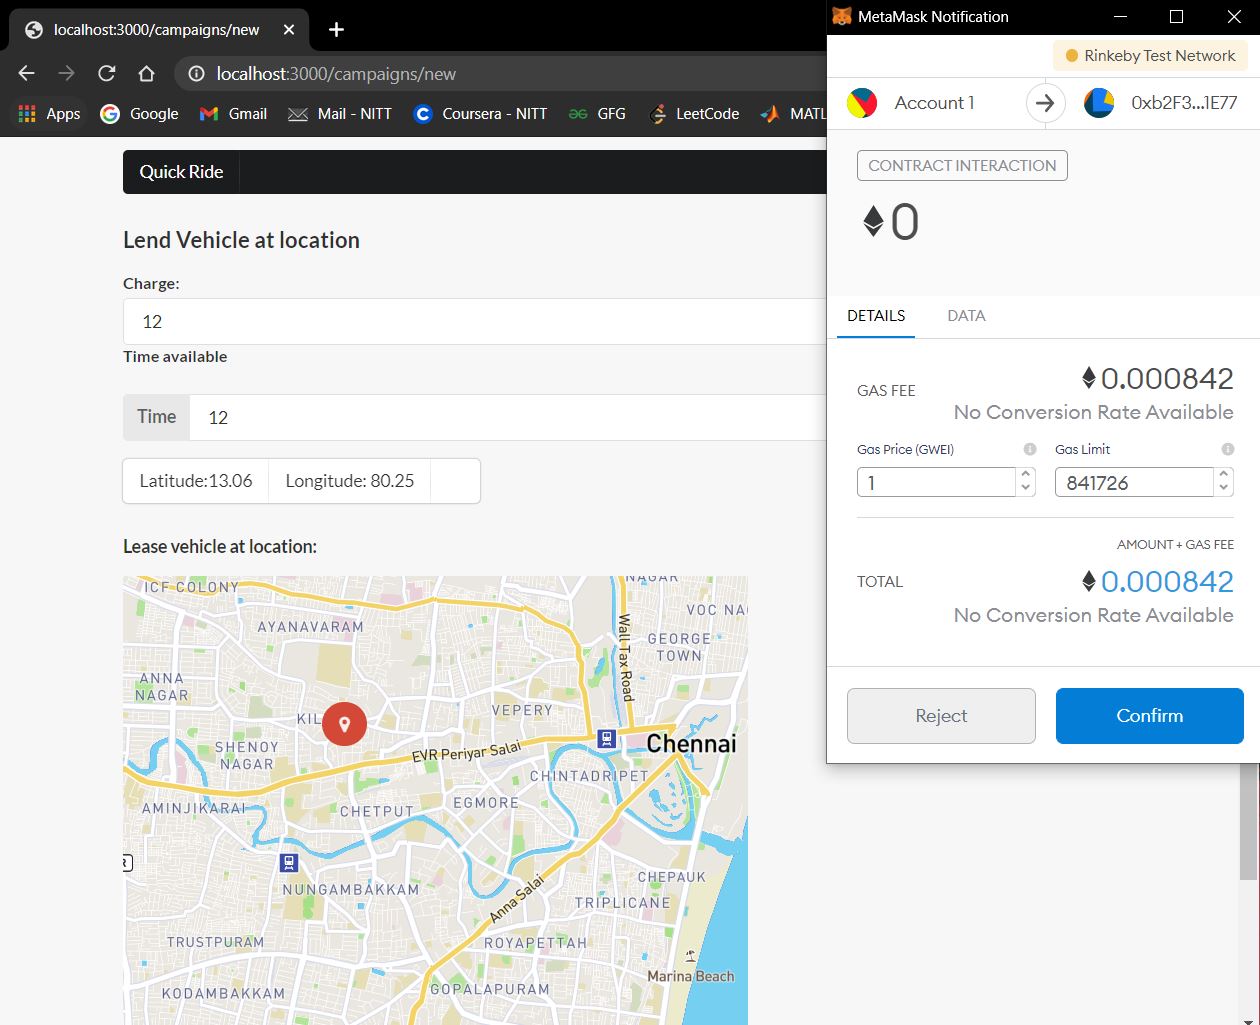 localhost:3000/campaigns/new
localhost:3000/campaigns/new
Apps Google Gmail Mail - NITT Coursera - NITT GFG LeetCode MATL
Quick Ride
Lend Vehicle at location
Charge:
12
Time available
Time 12
Latitude:13.06 Longitude: 80.25
Lease vehicle at location:
ICF COLONY
NAGAR
VOC NA
AYANAVARAM
Wall Tax Road
GEORGE
TOWN
ANNA
NAGAR
KIL
VEPERY
SHENOY
NAGAR
EVR Periyar Salai
Chennai
CHINTADRIPET
AMINJIKARAI
CHETPUT
EGMORE
NUNGAMBAKKAM
CHEPAUK
Anna Salai
TRIPLICANE
TRUSTPURAM
ROYAPETTAH
Marina Beach
KODAMBAKKAM
GOPALAPURAM
MetaMask Notification
Rinkeby Test Network
Account 1 0xb2F3...1E77
CONTRACT INTERACTION
0
DETAILS DATA
GAS FEE 0.000842
No Conversion Rate Available
Gas Price (GWEI) Gas Limit
1 841726
AMOUNT + GAS FEE
TOTAL 0.000842
No Conversion Rate Available
Reject Confirm